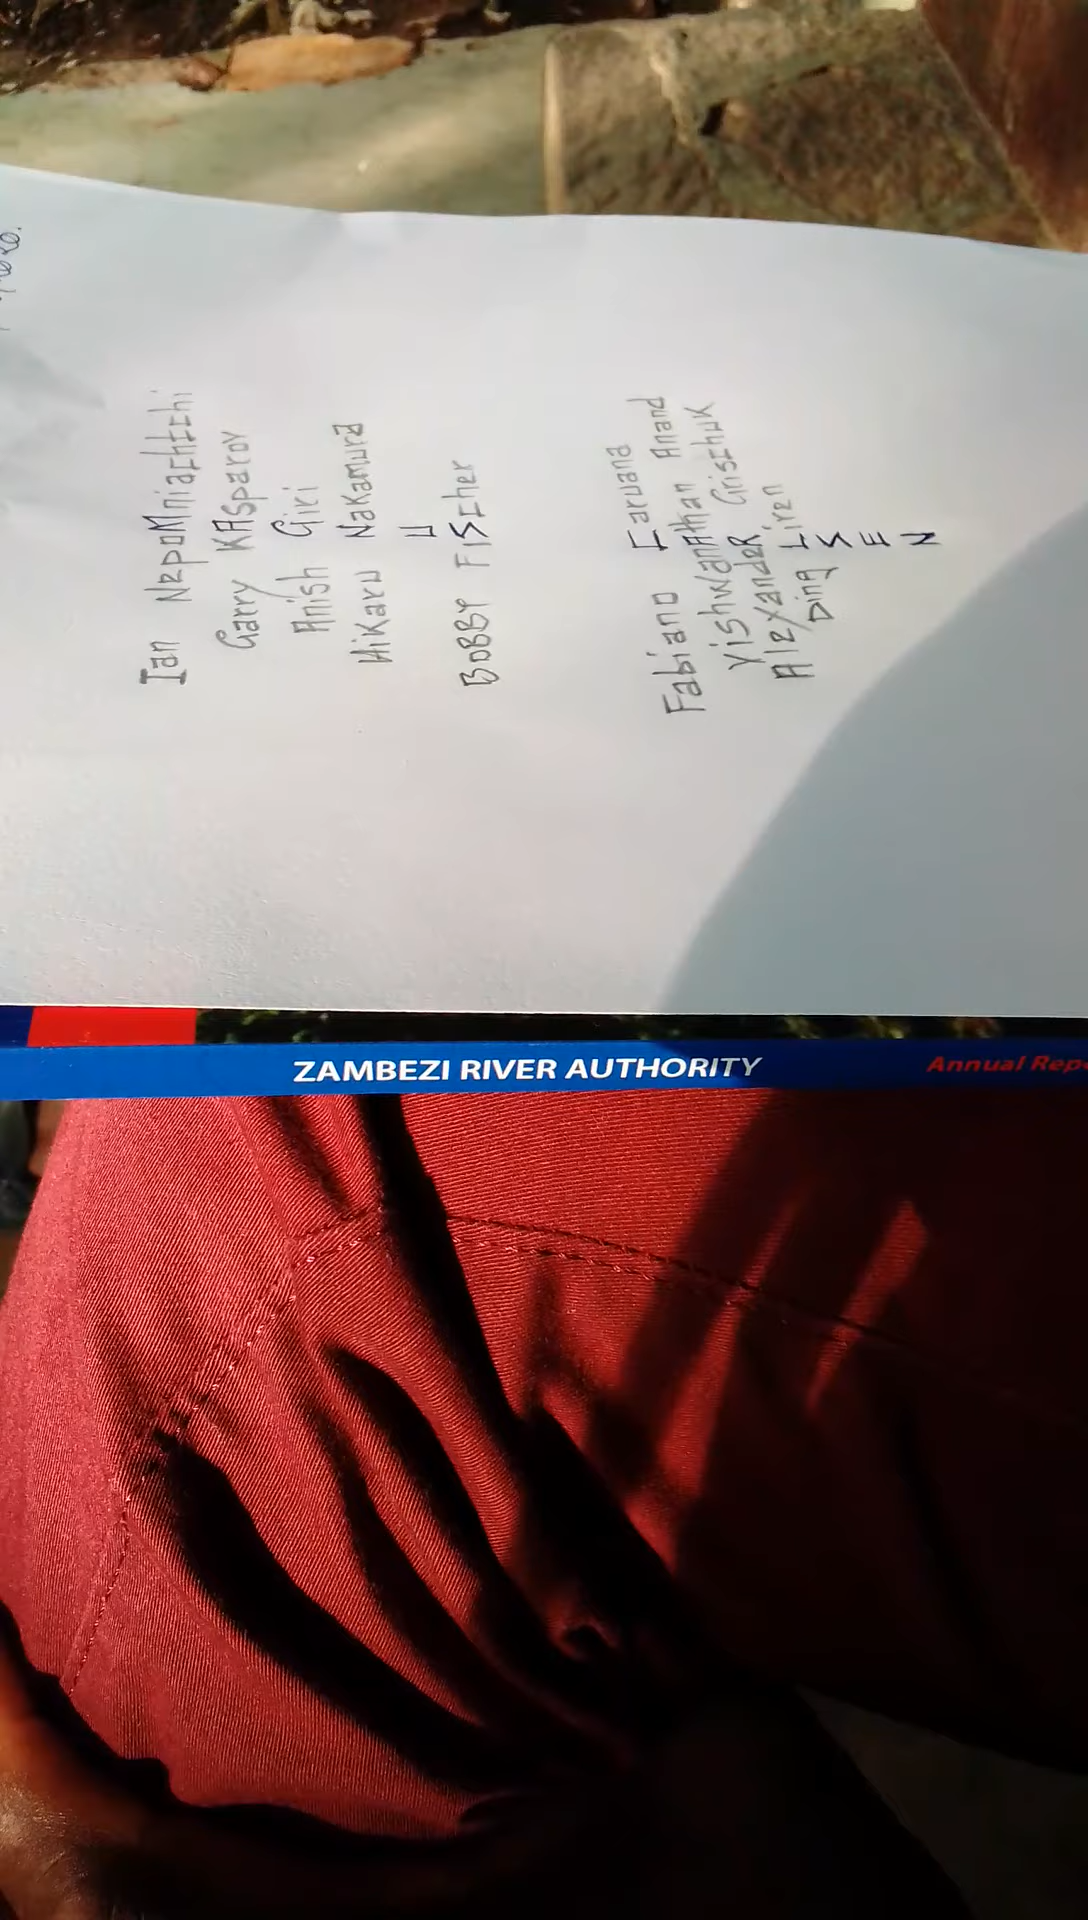 Ian NepoMniachtchi
Garry KAsparov
Anish Giri
Hikaru Nakamura
U
BOBBY FIScher
Fabiano Caruana
VishwanAthan Anand
AlexandeR Grischuk
Ding Liren
S
E
N
ZAMBEZI RIVER AUTHORITY
Annual